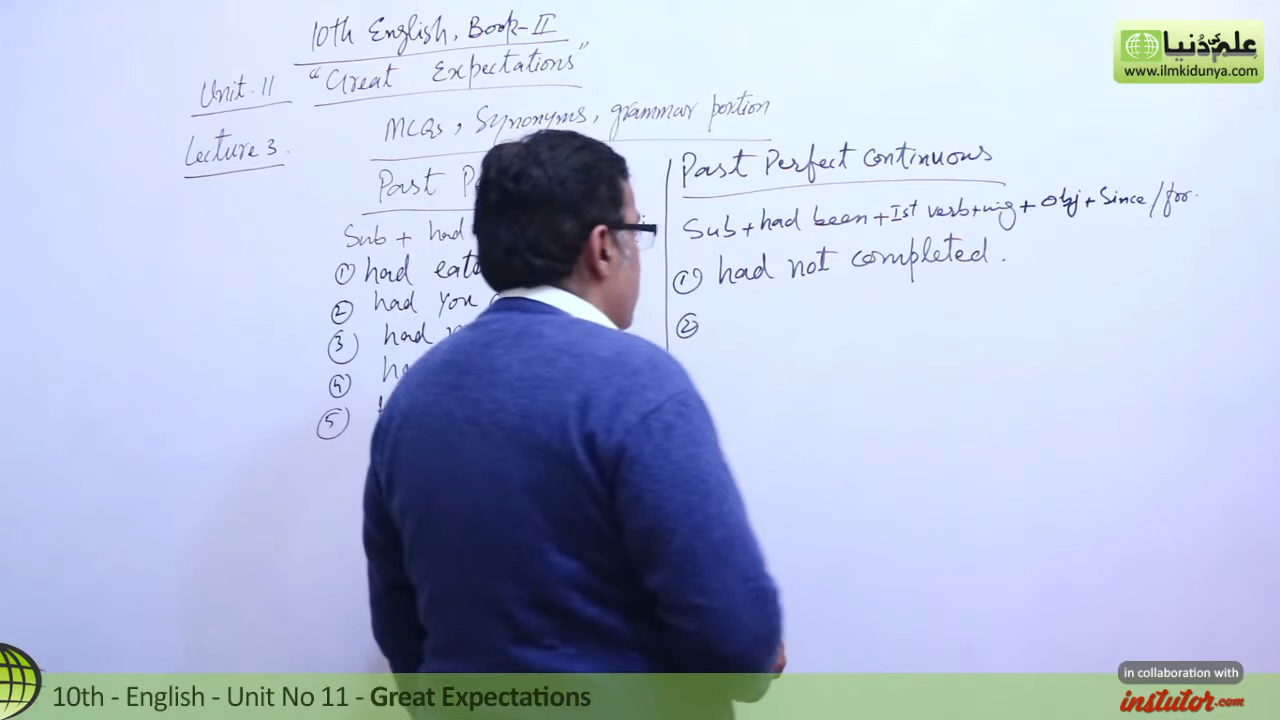 10th English, Book-II
Unit. 11 "Great Expectations"
Lecture 3.
MCQs, Synonyms, grammar portion
Past
Sub + had
① had
② had you
③ had
④
⑤
Past Perfect Continuous
Sub + had been + Ist verb + ing + Obj + Since / for.
① had not completed.
②
علم کی دُنیا
www.ilmkidunya.com
10th - English - Unit No 11 - Great Expectations
in collaboration with
instutor.com